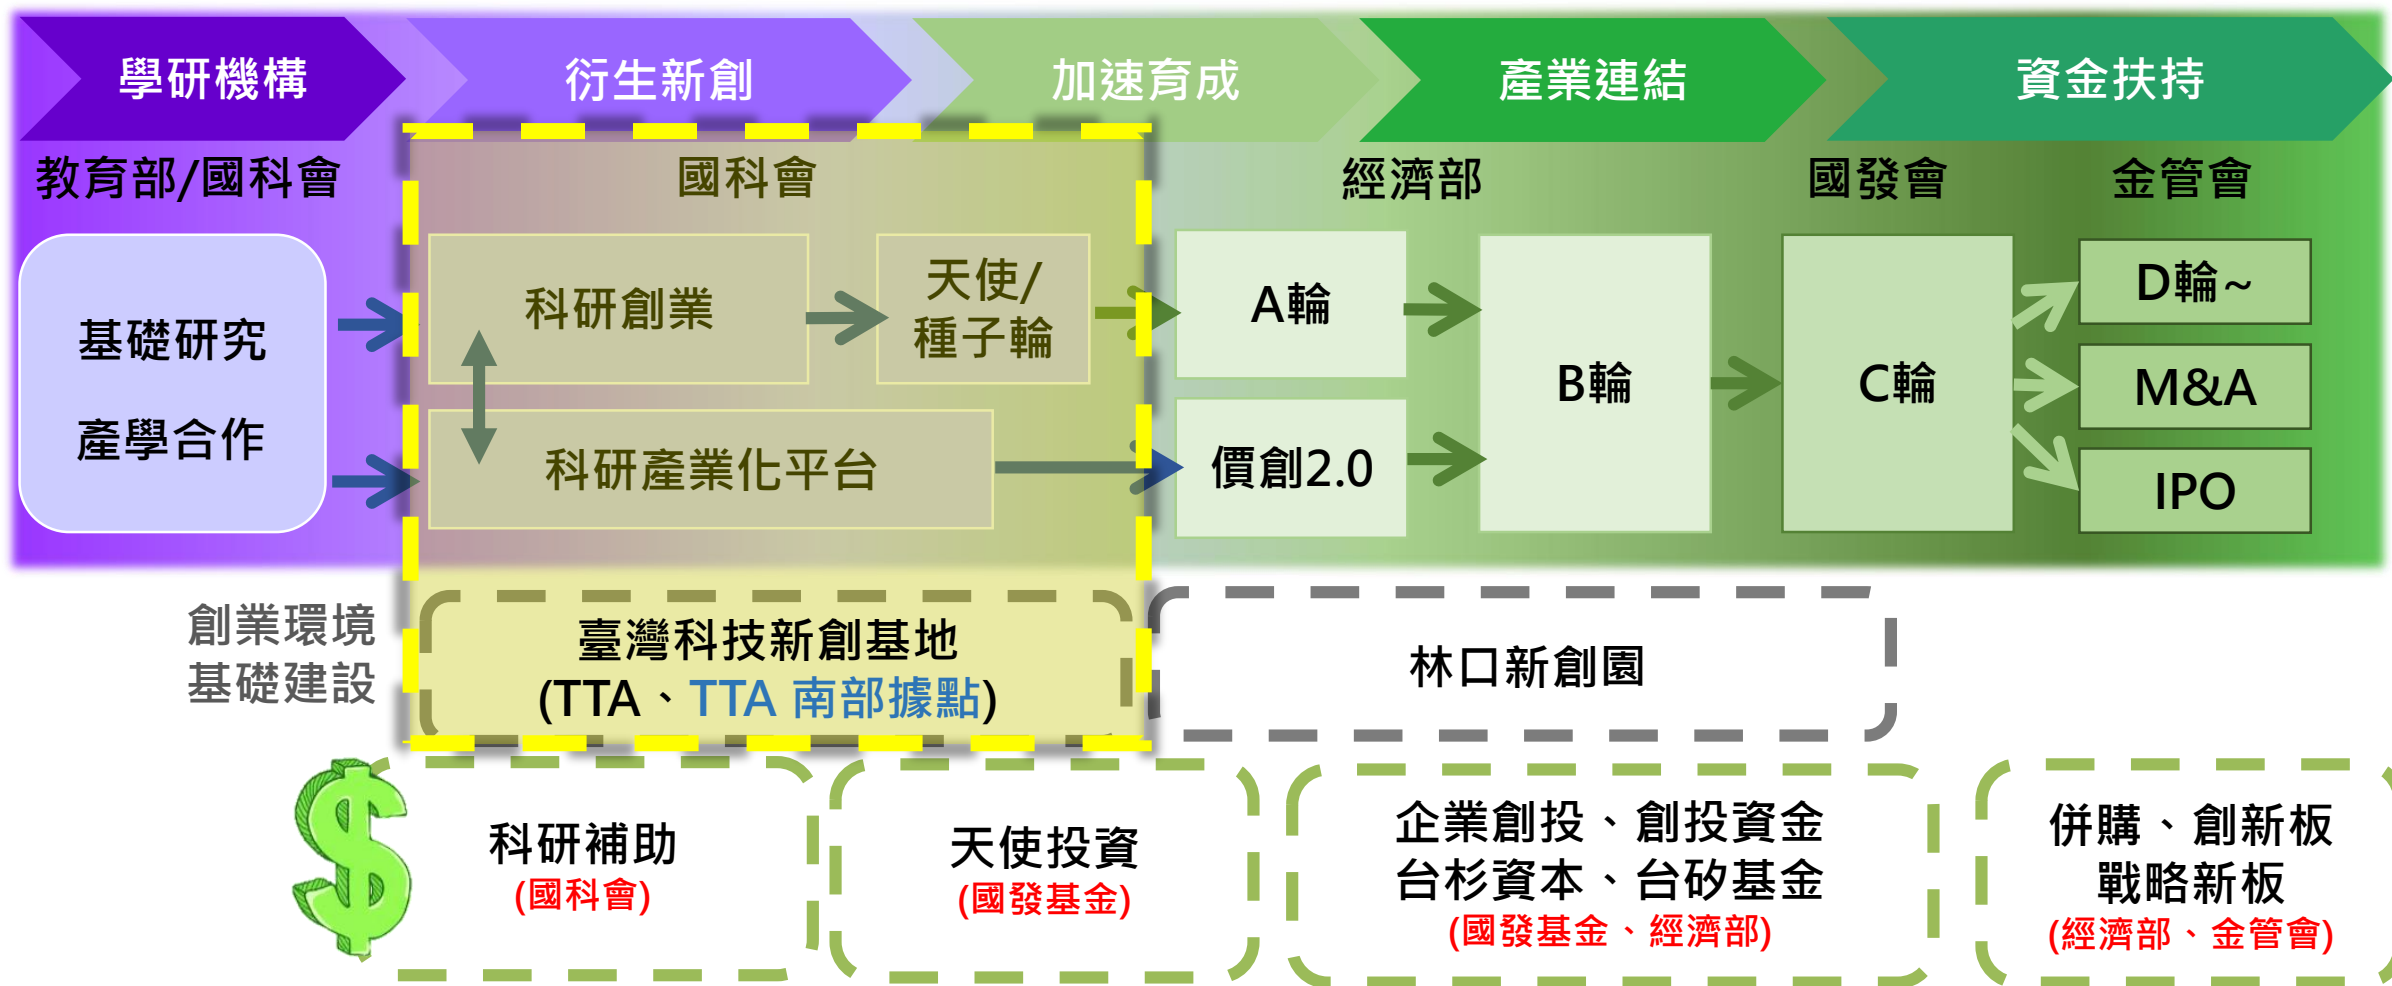 學研機構
衍生新創
加速育成
產業連結
資金扶持
教育部/國科會
國科會
經濟部
國發會
金管會
基礎研究
產學合作
科研創業
天使/
種子輪
科研產業化平台
A輪
價創2.0
B輪
C輪
D輪~
M&A
IPO
創業環境
基礎建設
臺灣科技新創基地
(TTA、TTA 南部據點)
林口新創園
科研補助
(國科會)
天使投資
(國發基金)
企業創投、創投資金
台杉資本、台矽基金
(國發基金、經濟部)
併購、創新板
戰略新板
(經濟部、金管會)